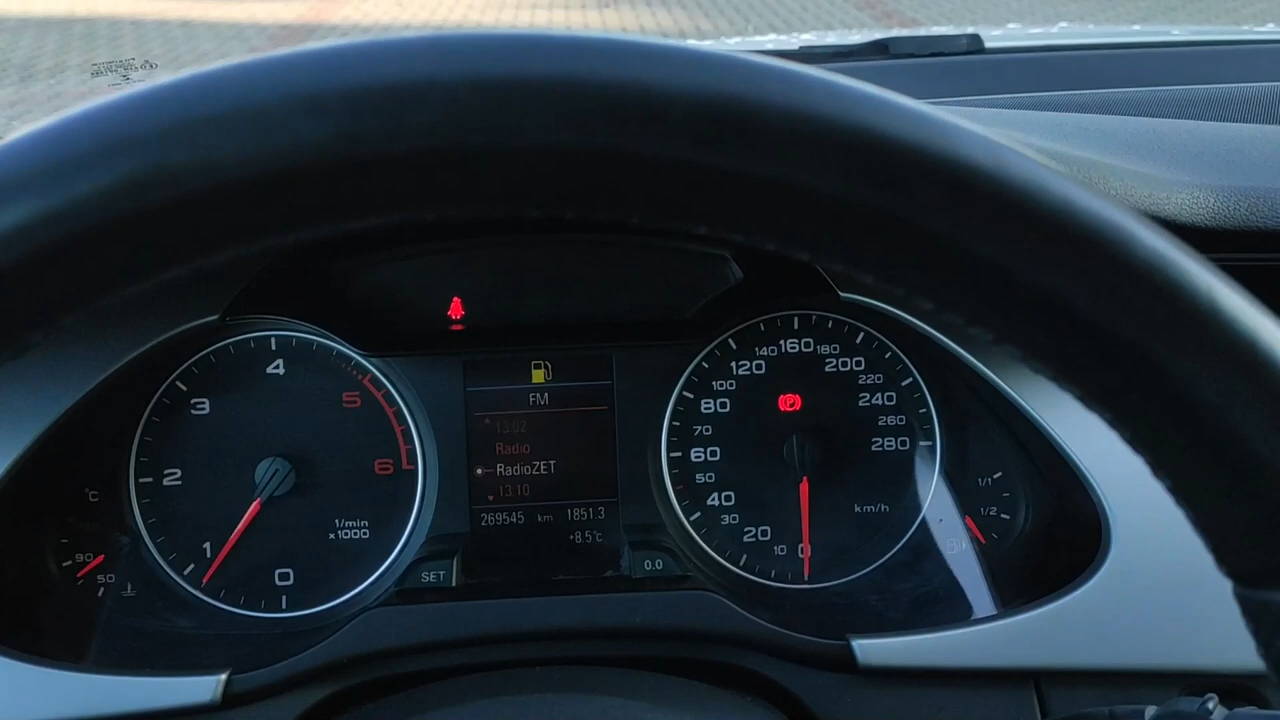 4
3
5
2
6
1/min
x1000
1
0
°C
90
50
SET
FM
13:02
Radio
RadioZET
13:10
269545 km 1851.3
+8.5°C
0.0
140 160 180
120 200
100 220
80 240
70 260
60 280
50
40 km/h
30
20
10 0
1/1
1/2
P